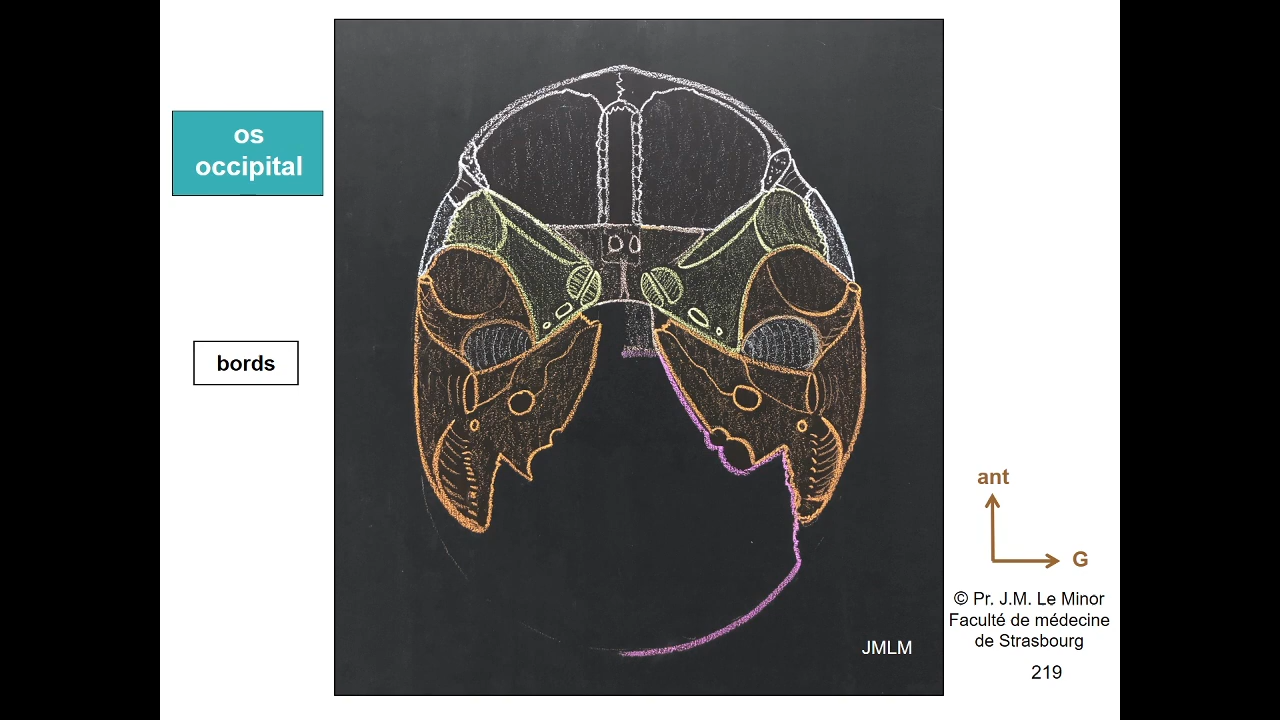 os
occipital
bords
ant
G
© Pr. J.M. Le Minor
Faculté de médecine
de Strasbourg
219
JMLM